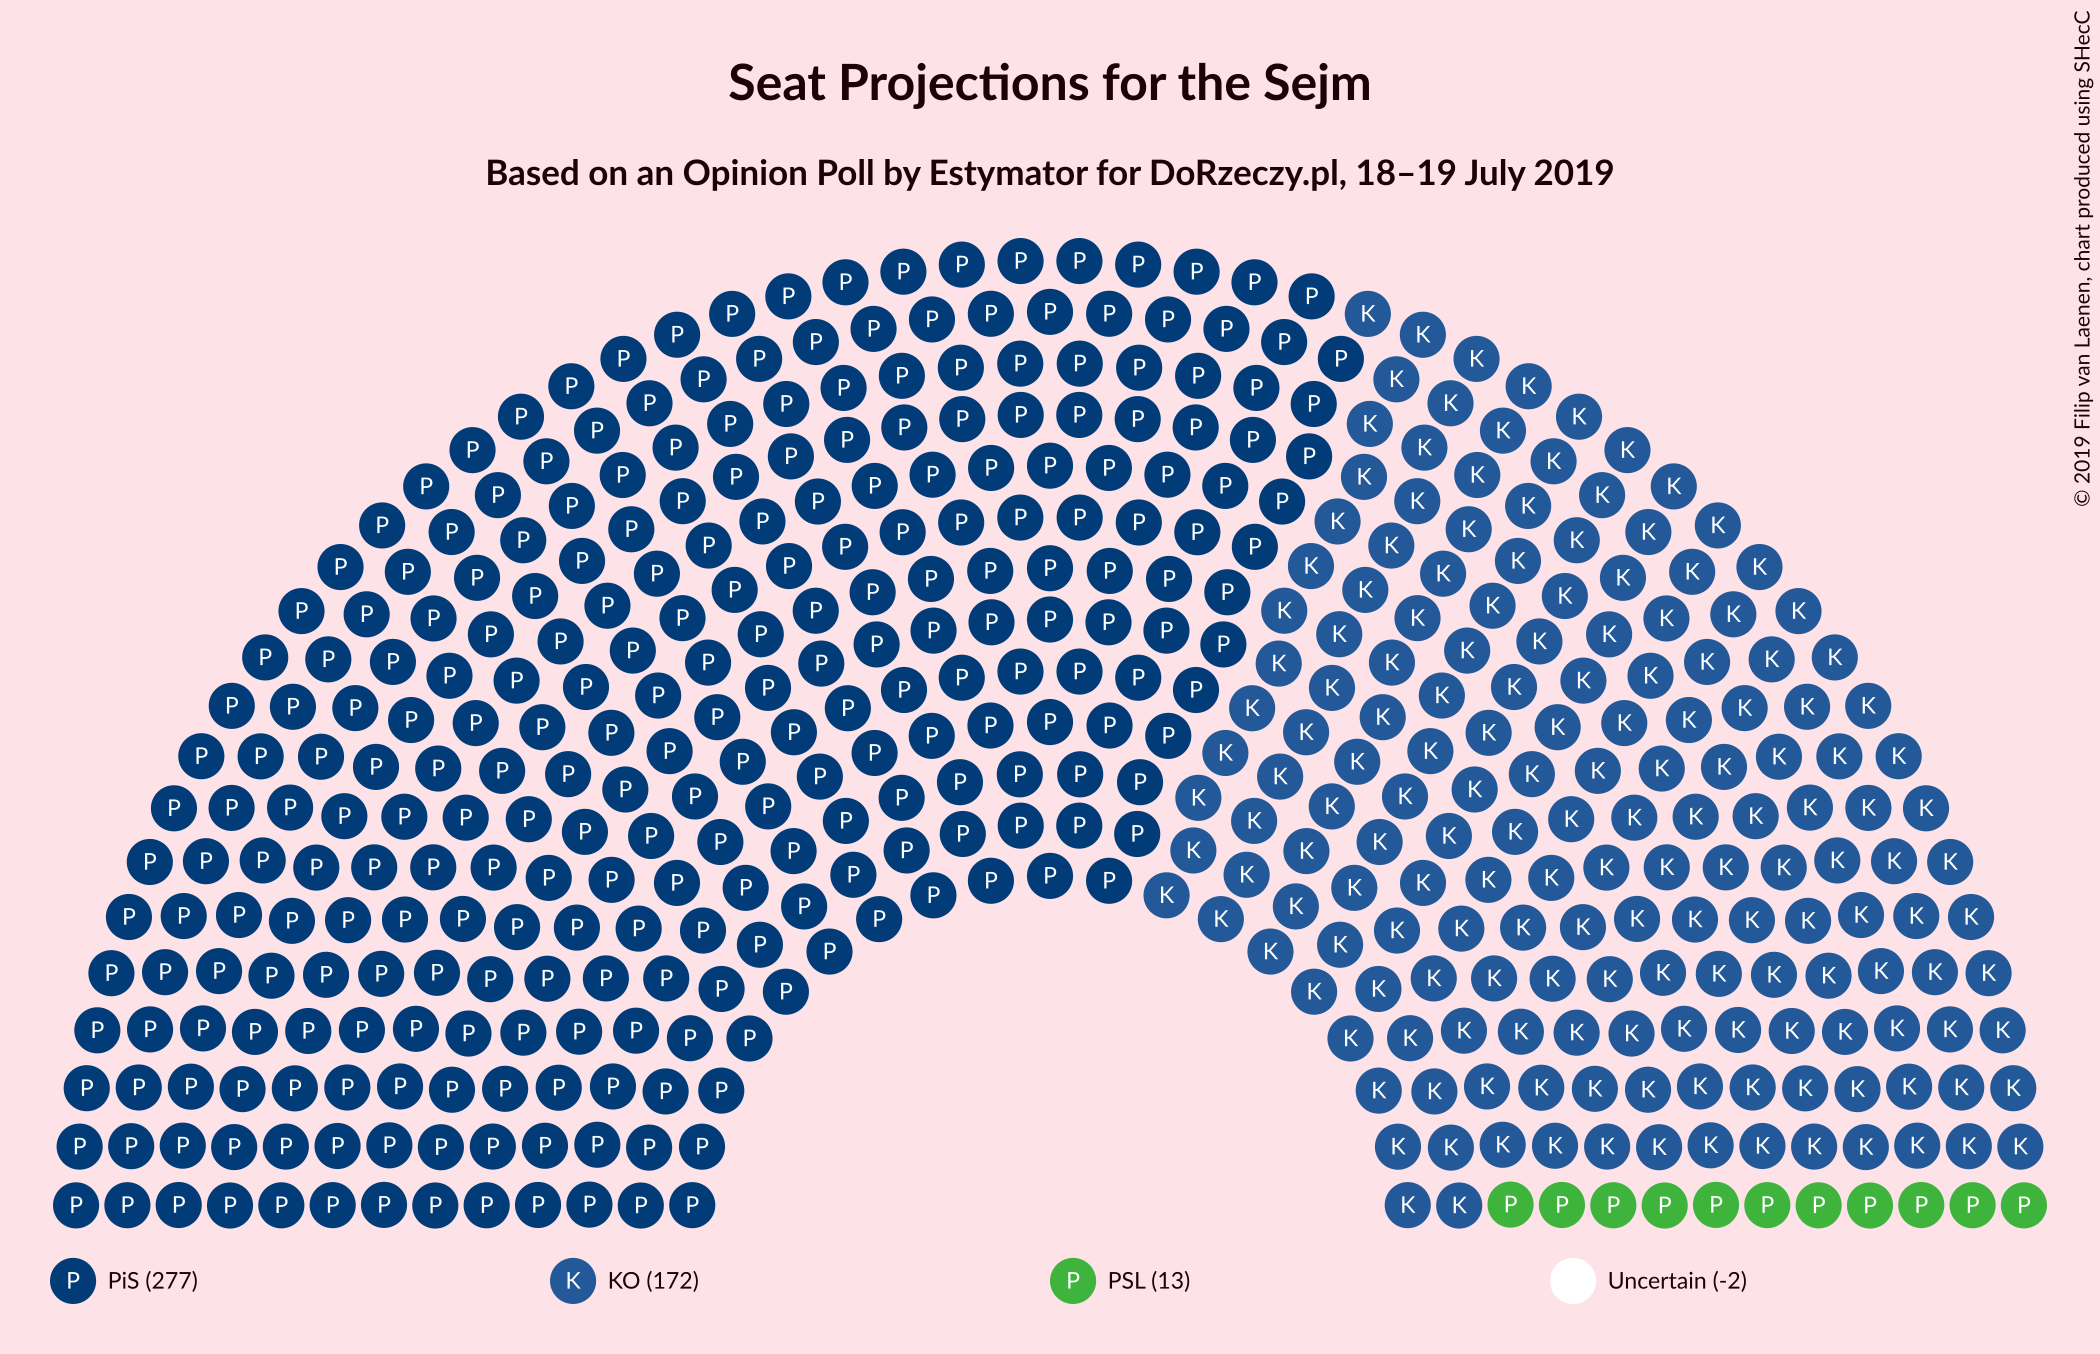 Seat Projections for the Sejm
Based on an Opinion Poll by Estymator for DoRzeczy.pl, 18–19 July 2019
© 2019 Filip van Laenen, chart produced using SHecC
P PiS (277)
K KO (172)
P PSL (13)
Uncertain (-2)